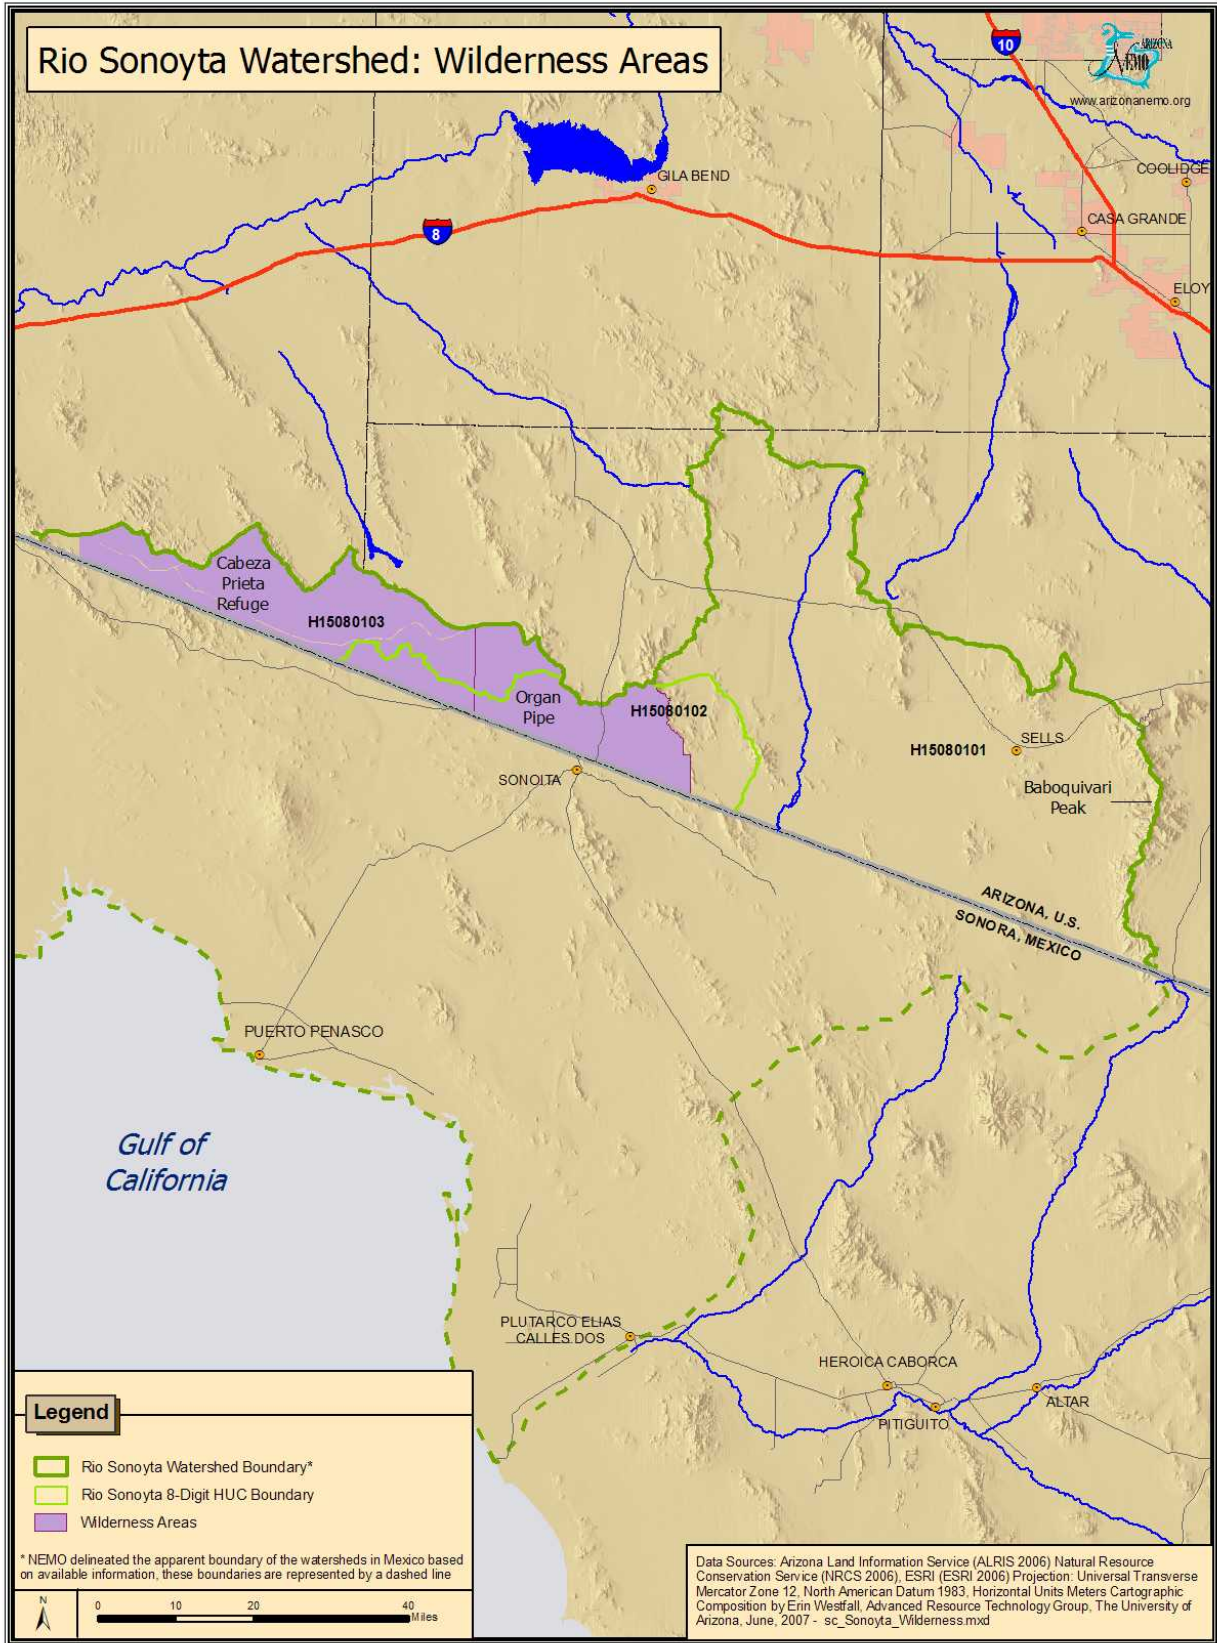 Rio Sonoyta Watershed: Wilderness Areas
10
ARIZONA
NEMO
www.arizonanemo.org
GILA BEND
COOLIDGE
CASA GRANDE
8
ELOY
Cabeza
Prieta
Refuge
H15080103
Organ
Pipe
H15080102
H15080101
SELLS
SONOITA
Baboquivari
Peak
ARIZONA, U.S.
SONORA, MEXICO
PUERTO PENASCO
Gulf of
California
PLUTARCO ELIAS
CALLES DOS
HEROICA CABORCA
ALTAR
PITIGUITO
Legend
Rio Sonoyta Watershed Boundary*
Rio Sonoyta 8-Digit HUC Boundary
Wilderness Areas
* NEMO delineated the apparent boundary of the watersheds in Mexico based
on available information, these boundaries are represented by a dashed line
N
0 10 20 40
Miles
Data Sources: Arizona Land Information Service (ALRIS 2006) Natural Resource
Conservation Service (NRCS 2006), ESRI (ESRI 2006) Projection: Universal Transverse
Mercator Zone 12, North American Datum 1983, Horizontal Units Meters Cartographic
Composition by Erin Westfall, Advanced Resource Technology Group, The University of
Arizona, June, 2007 - sc_Sonoyta_Wilderness.mxd